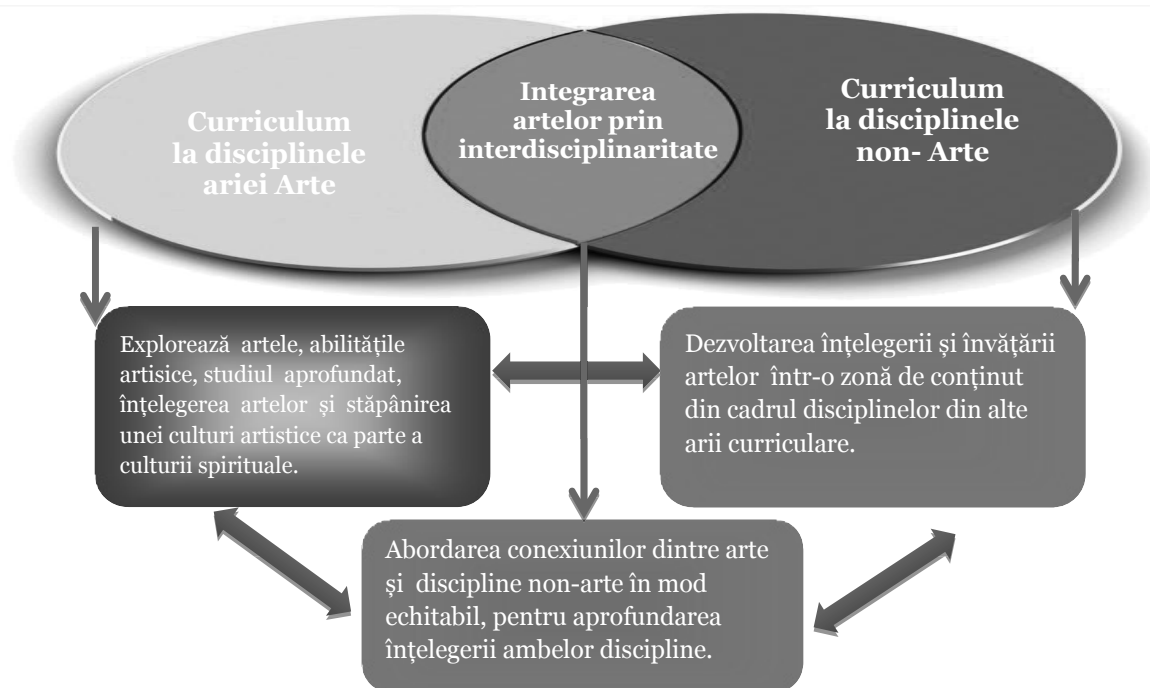 Curriculum
la disciplinele
ariei Arte
Integrarea
artelor prin
interdisciplinaritate
Curriculum
la disciplinele
non- Arte
Explorează artele, abilitățile
artisice, studiul aprofundat,
înțelegerea artelor și stăpânirea
unei culturi artistice ca parte a
culturii spirituale.
Dezvoltarea înțelegerii și învățării
artelor într-o zonă de conținut
din cadrul disciplinelor din alte
arii curriculare.
Abordarea conexiunilor dintre arte
și discipline non-arte în mod
echitabil, pentru aprofundarea
înțelegerii ambelor discipline.